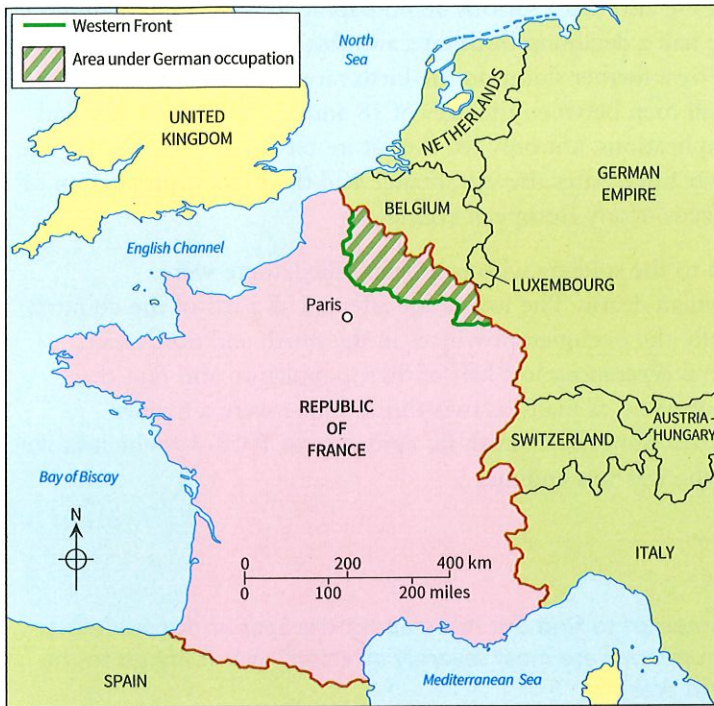 Western Front
Area under German occupation
North
Sea
UNITED
KINGDOM
NETHERLANDS
GERMAN
EMPIRE
BELGIUM
English Channel
LUXEMBOURG
Paris
REPUBLIC
OF
FRANCE
SWITZERLAND
AUSTRIA-
HUNGARY
Bay of Biscay
N
ITALY
0 200 400 km
0 100 200 miles
SPAIN
Mediterranean Sea